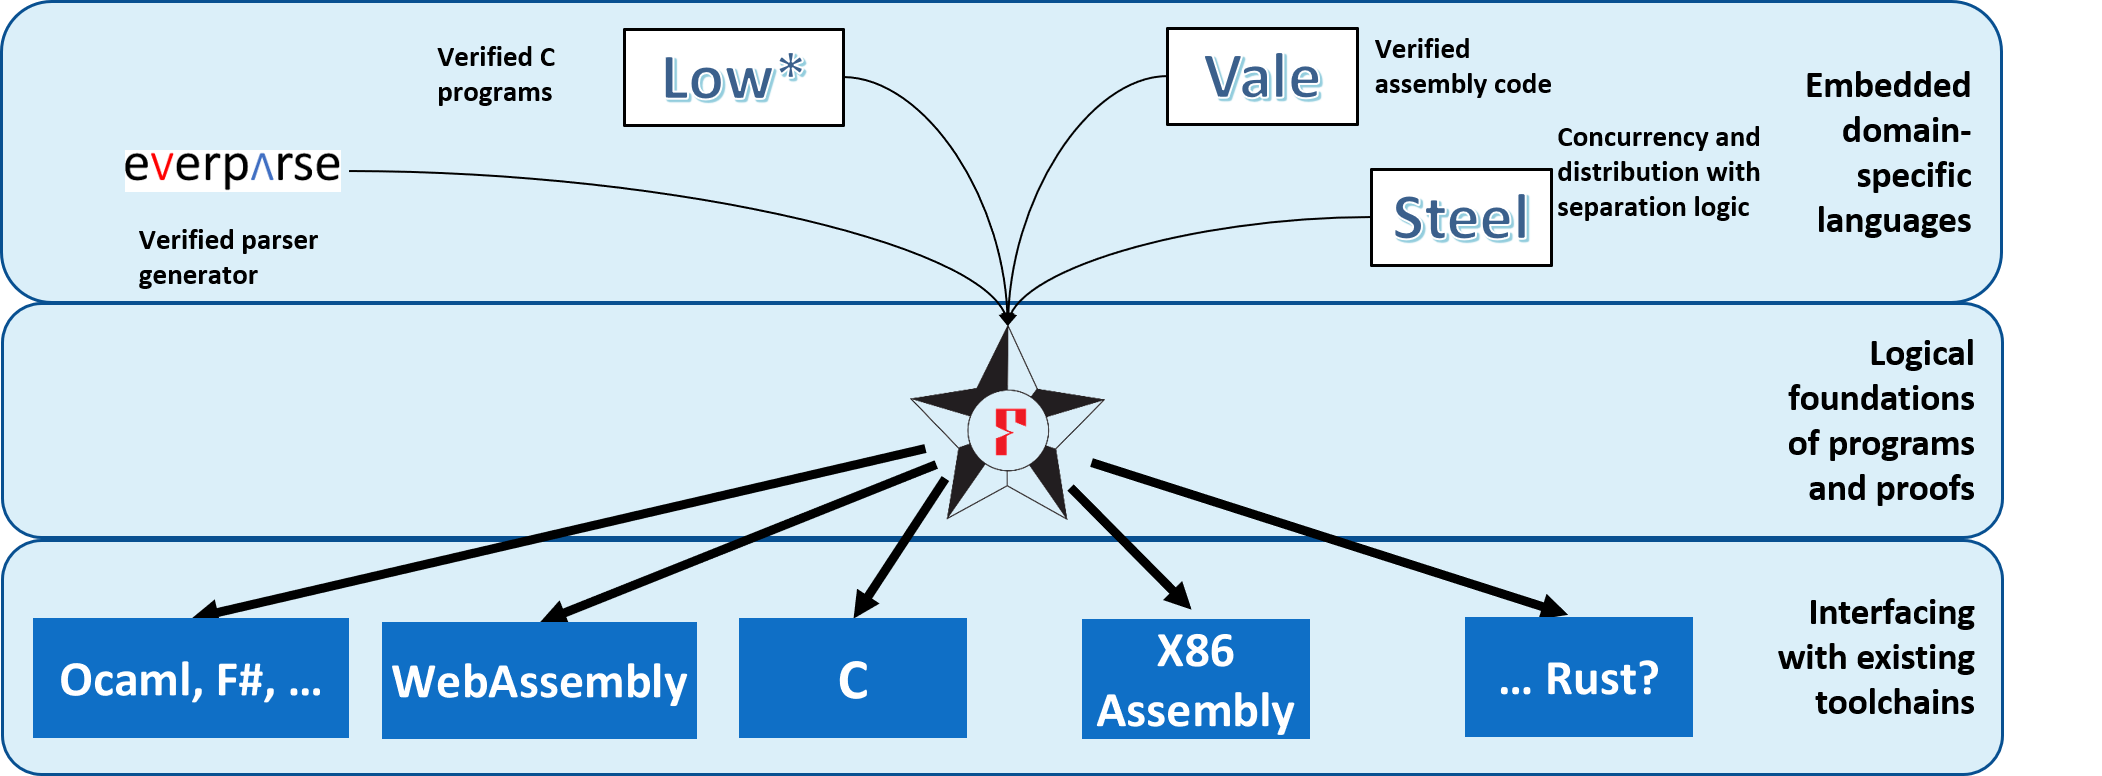 Verified C
programs
Low*
Vale
Verified
assembly code
Embedded
domain-
specific
languages
everparse
Verified parser
generator
Steel
Concurrency and
distribution with
separation logic
F
Logical
foundations
of programs
and proofs
Ocaml, F#, ...
WebAssembly
C
X86
Assembly
... Rust?
Interfacing
with existing
toolchains